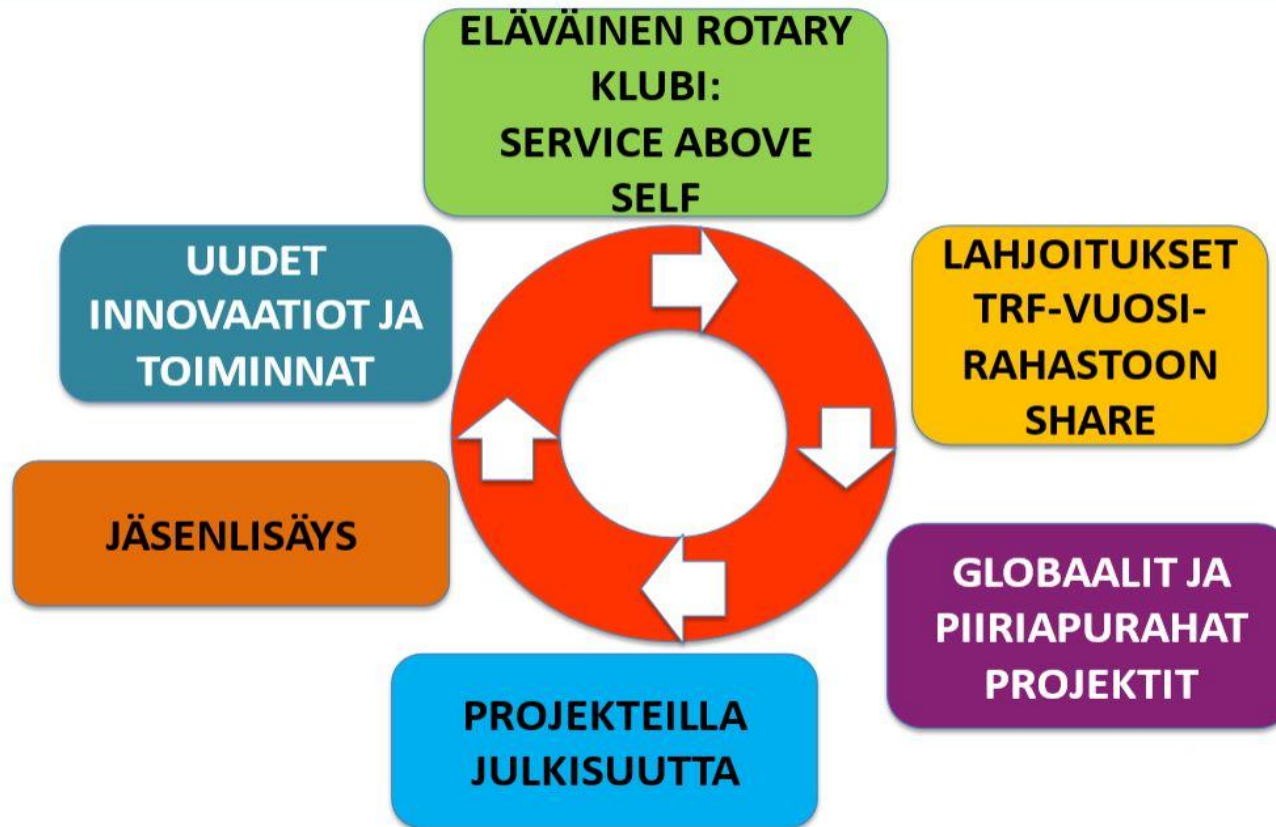 ELÄVÄINEN ROTARY
KLUBI:
SERVICE ABOVE
SELF
LAHJOITUKSET
TRF-VUOSI-
RAHASTOON
SHARE
GLOBAALIT JA
PIIRIAPURAHAT
PROJEKTIT
PROJEKTEILLA
JULKISUUTTA
JÄSENLISÄYS
UUDET
INNOVAATIOT JA
TOIMINNAT